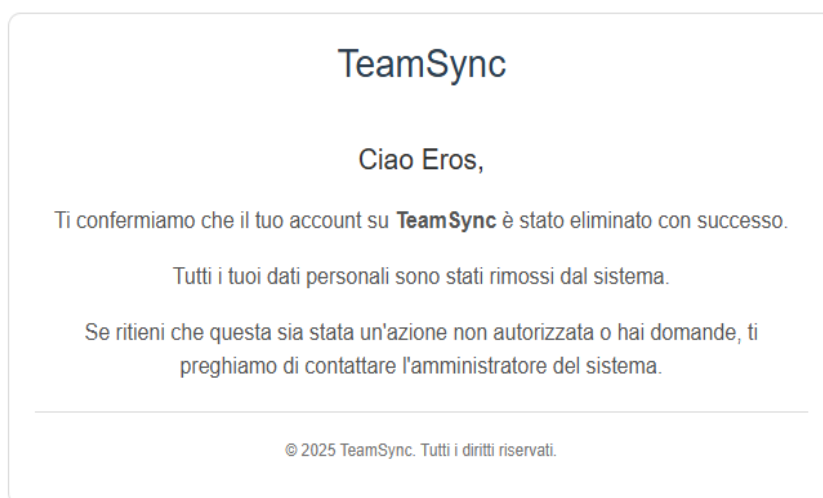 TeamSync
Ciao Eros,
Ti confermiamo che il tuo account su TeamSync è stato eliminato con successo.
Tutti i tuoi dati personali sono stati rimossi dal sistema.
Se ritieni che questa sia stata un'azione non autorizzata o hai domande, ti
preghiamo di contattare l'amministratore del sistema.
© 2025 TeamSync. Tutti i diritti riservati.